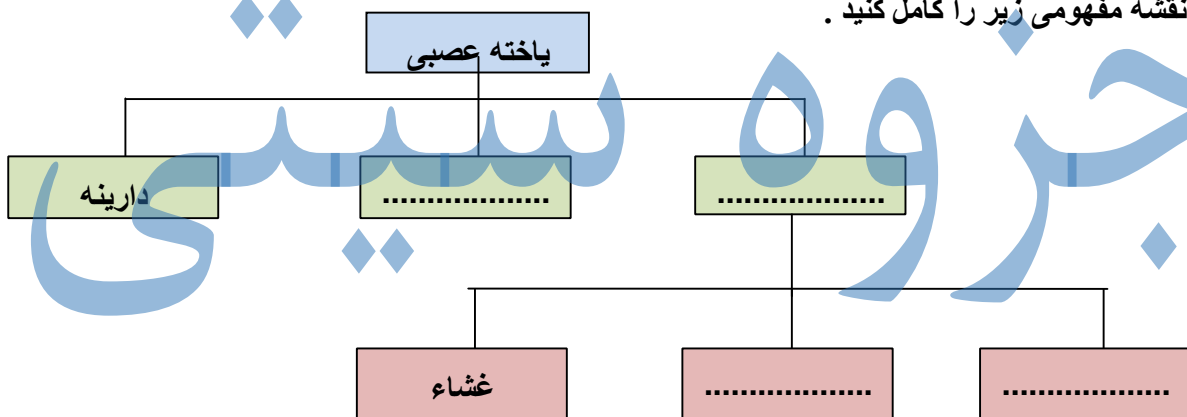 نقشه مفهومی زیر را کامل کنید .
یاخته عصبی
...................
...................
دارینه
...................
...................
غشاء
جزوه سیتی